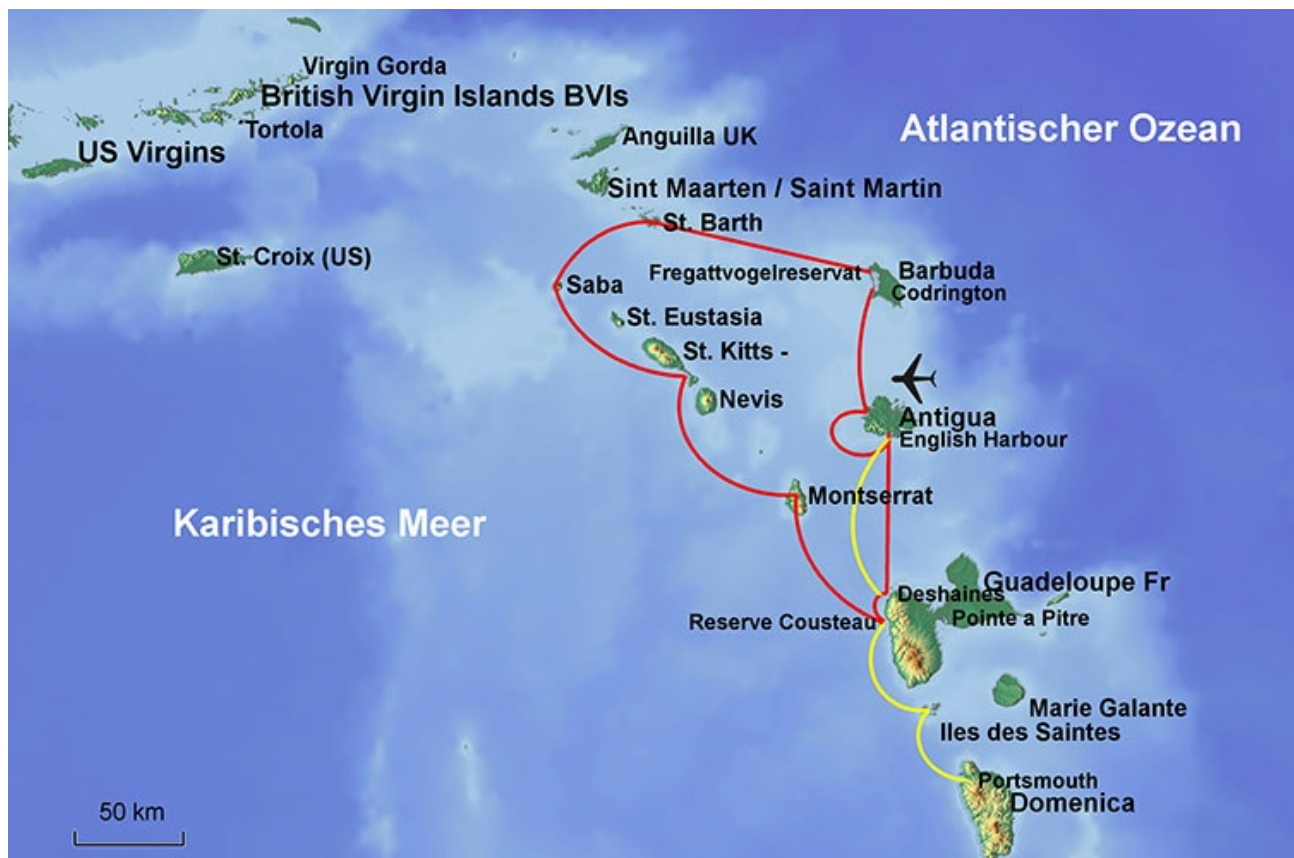 Virgin Gorda
British Virgin Islands BVIs
Tortola
US Virgins
Anguilla UK
Atlantischer Ozean
Sint Maarten / Saint Martin
St. Barth
St. Croix (US)
Fregattvogelreservat
Barbuda
Codrington
Saba
St. Eustasia
St. Kitts -
Nevis
Antigua
English Harbour
Montserrat
Karibisches Meer
Guadeloupe Fr
Deshaines
Pointe a Pitre
Reserve Cousteau
Marie Galante
Iles des Saintes
Portsmouth
Domenica
50 km